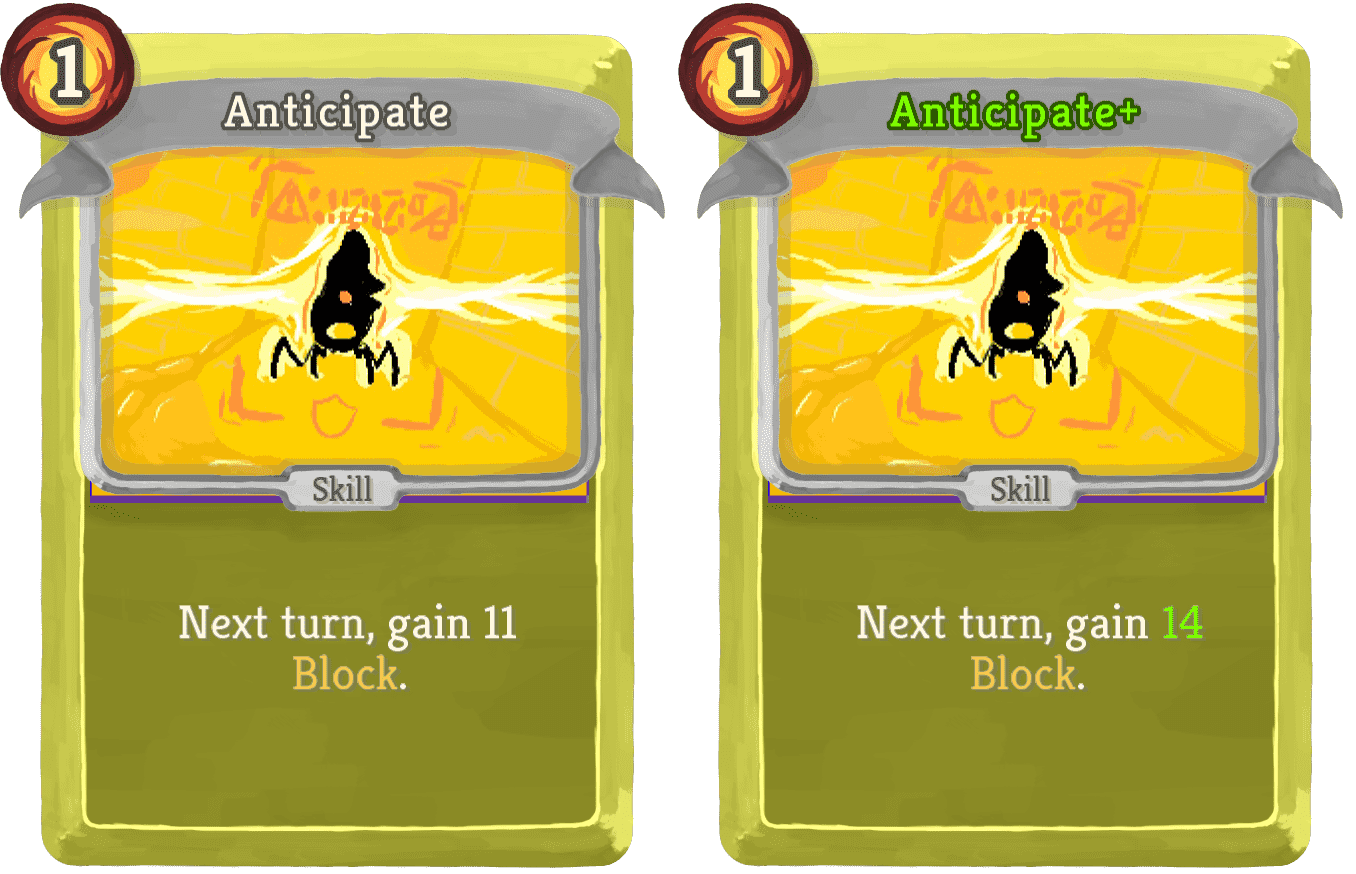 1
Anticipate
Skill
Next turn, gain 11
Block.
1
Anticipate+
Skill
Next turn, gain 14
Block.